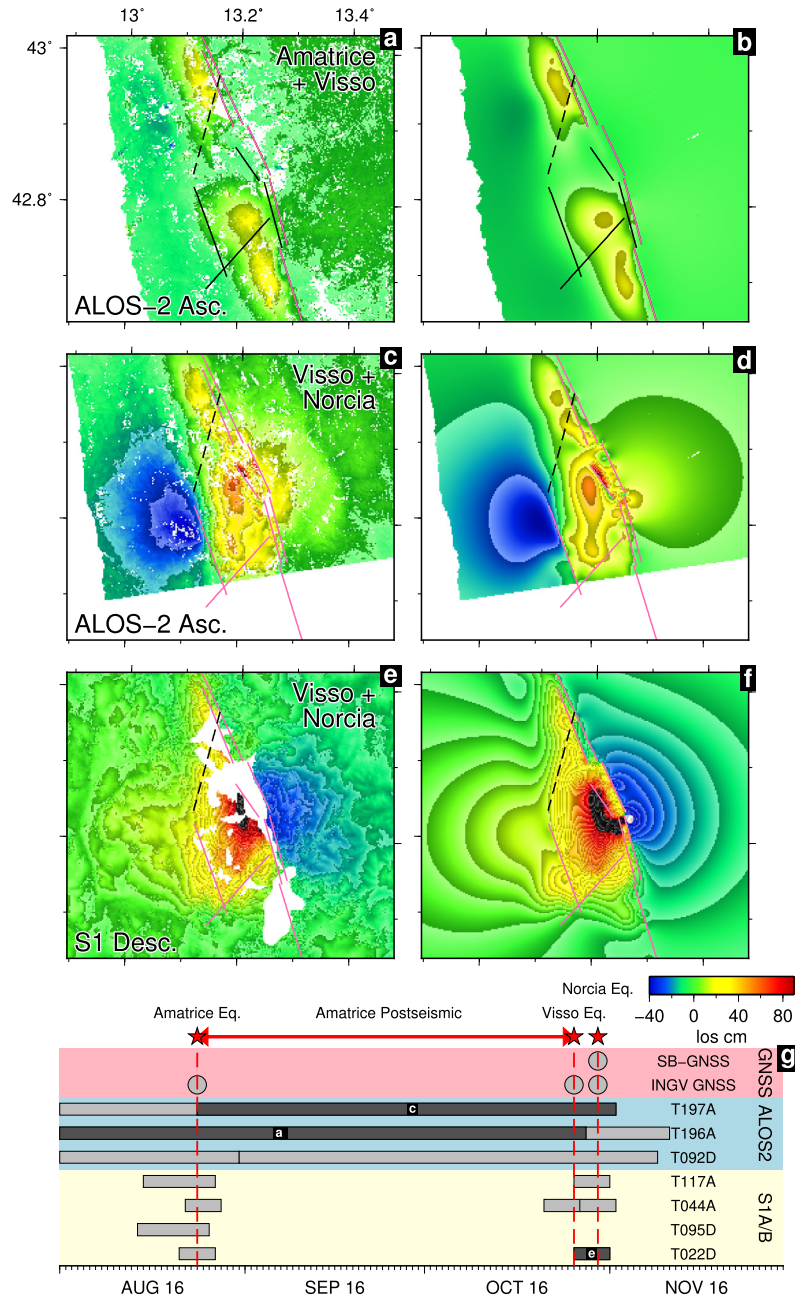 13° 13.2° 13.4°
43°
42.8°
a
Amatrice
+ Visso
ALOS−2 Asc.
b
c
Visso +
Norcia
ALOS−2 Asc.
d
e
Visso +
Norcia
S1 Desc.
f
Norcia Eq.
−40 0 40 80
los cm
Amatrice Eq. Amatrice Postseismic Visso Eq.
g
SB−GNSS
INGV GNSS
GNSS
c T197A
a T196A
T092D
ALOS2
T117A
T044A
T095D
e T022D
S1A/B
AUG 16 SEP 16 OCT 16 NOV 16